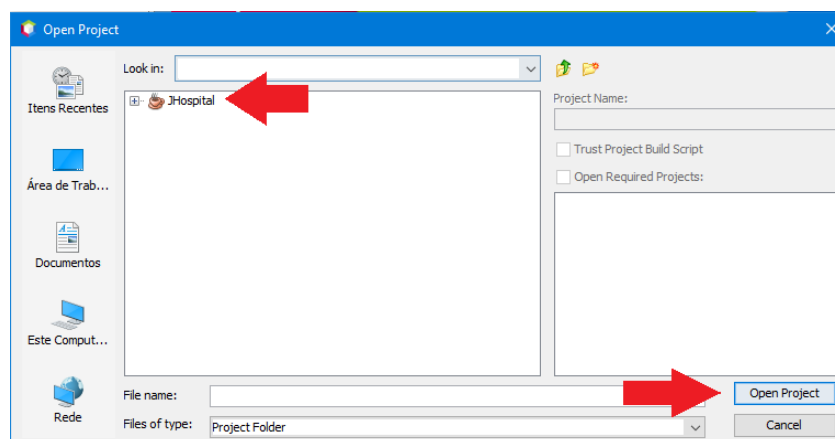 Open Project
Look in:
Itens Recentes
JHospital
Project Name:
Trust Project Build Script
Open Required Projects:
Área de Trab...
Documentos
Este Comput...
Rede
File name:
Open Project
Files of type:
Project Folder
Cancel